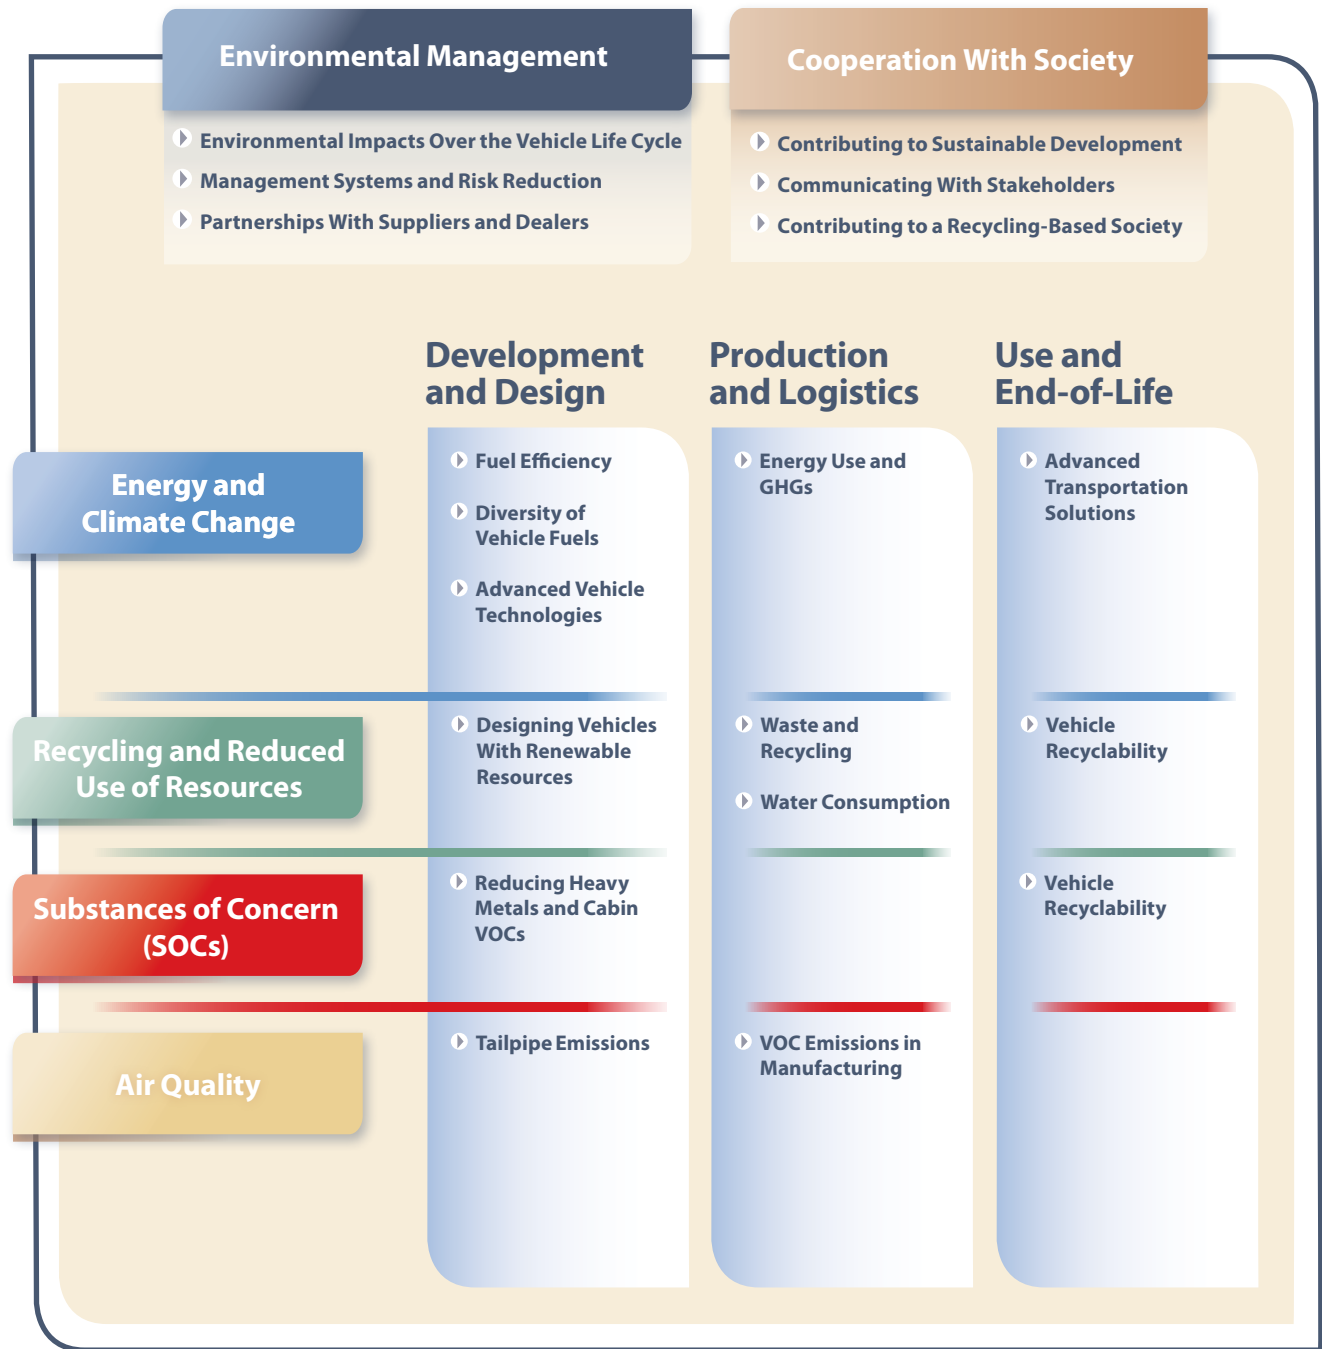 Environmental Management
Environmental Impacts Over the Vehicle Life Cycle
Management Systems and Risk Reduction
Partnerships With Suppliers and Dealers
Cooperation With Society
Contributing to Sustainable Development
Communicating With Stakeholders
Contributing to a Recycling-Based Society
Development
and Design
Production
and Logistics
Use and
End-of-Life
Energy and
Climate Change
Fuel Efficiency
Diversity of
Vehicle Fuels
Advanced Vehicle
Technologies
Energy Use and
GHGs
Advanced
Transportation
Solutions
Recycling and Reduced
Use of Resources
Designing Vehicles
With Renewable
Resources
Waste and
Recycling
Water Consumption
Vehicle
Recyclability
Substances of Concern
(SOCs)
Reducing Heavy
Metals and Cabin
VOCs
Vehicle
Recyclability
Air Quality
Tailpipe Emissions
VOC Emissions in
Manufacturing